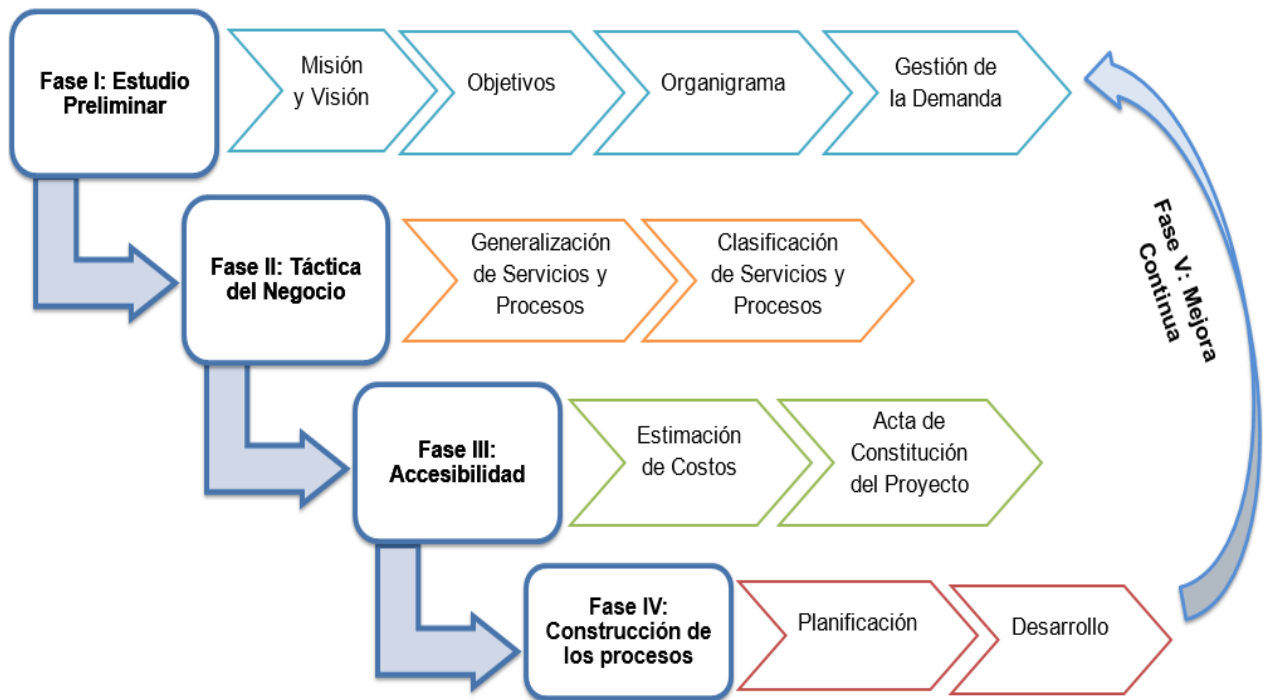 Fase I: Estudio
Preliminar
Misión
y Visión
Objetivos
Organigrama
Gestión de
la Demanda
Fase II: Táctica
del Negocio
Generalización
de Servicios y
Procesos
Clasificación
de Servicios y
Procesos
Fase III:
Accesibilidad
Estimación
de Costos
Acta de
Constitución
del Proyecto
Fase IV:
Construcción de
los procesos
Planificación
Desarrollo
Fase V: Mejora
Continua